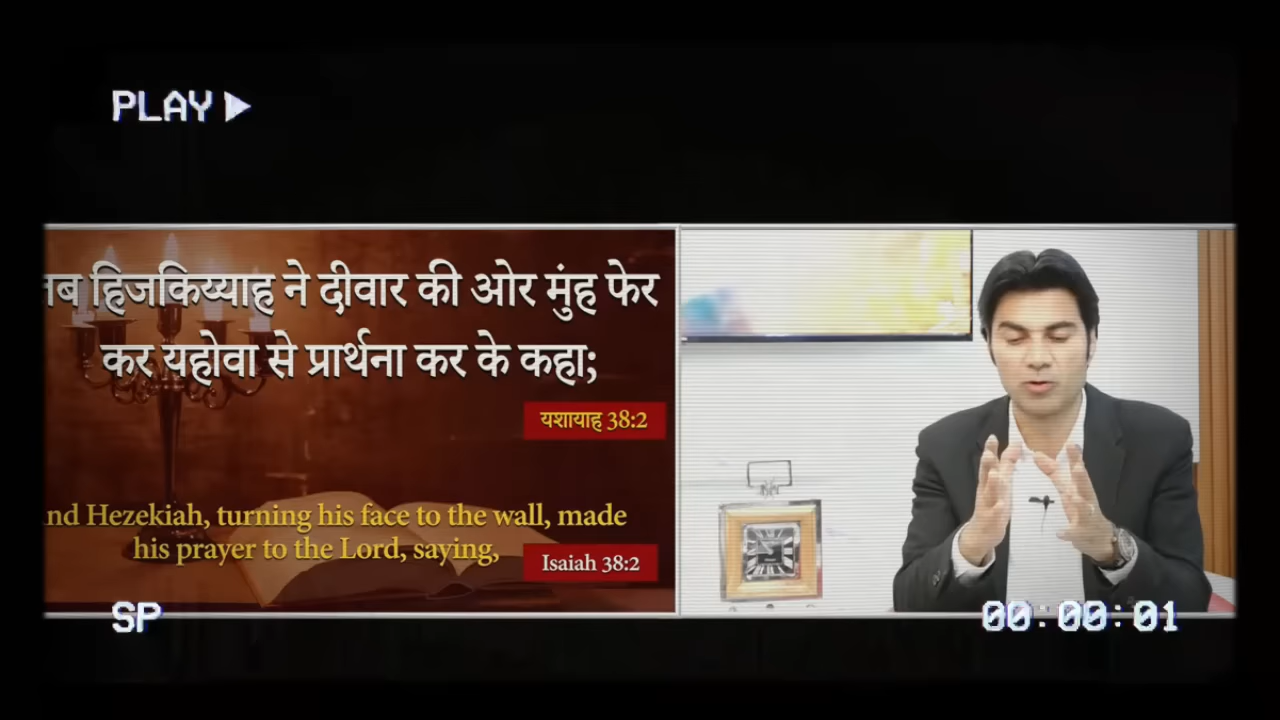 PLAY
हिजकिय्याह ने दीवार की ओर मुंह फेर
कर यहोवा से प्रार्थना कर के कहा;
यशायाह 38:2
Hezekiah, turning his face to the wall, made
his prayer to the Lord, saying,
Isaiah 38:2
SP
00:00:01